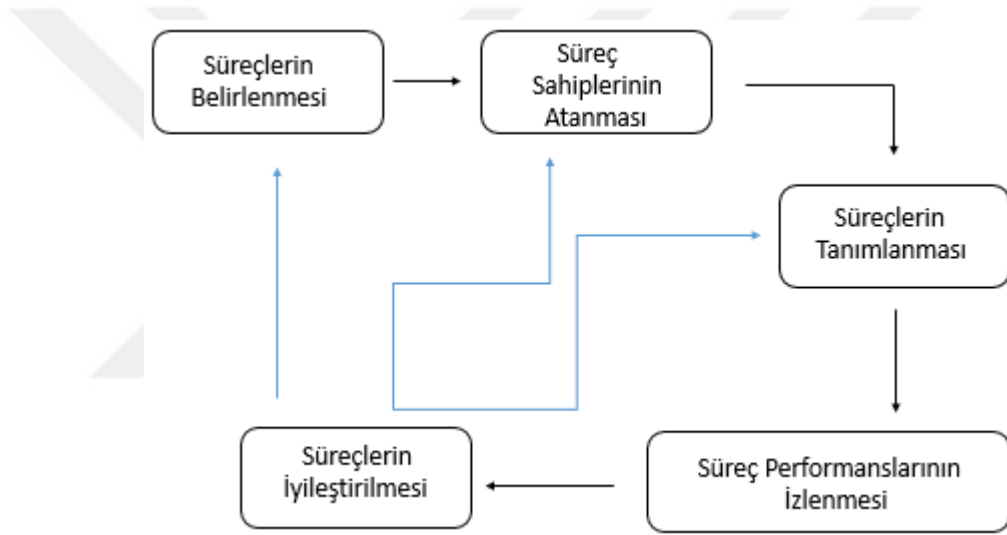 Süreçlerin
Belirlenmesi
Süreç
Sahiplerinin
Atanması
Süreçlerin
Tanımlanması
Süreç Performanslarının
İzlenmesi
Süreçlerin
İyileştirilmesi